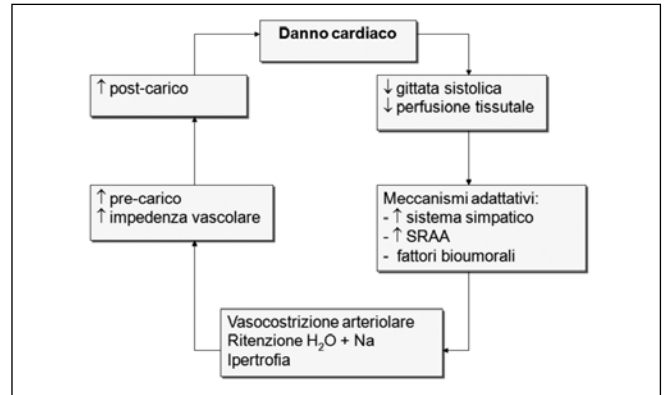 Danno cardiaco
↑ post-carico
↓ gittata sistolica
↓ perfusione tissutale
↑ pre-carico
↑ impedenza vascolare
Meccanismi adattativi:
- ↑ sistema simpatico
- ↑ SRAA
- fattori bioumorali
Vasocostrizione arteriolare
Ritenzione H₂O + Na
Ipertrofia